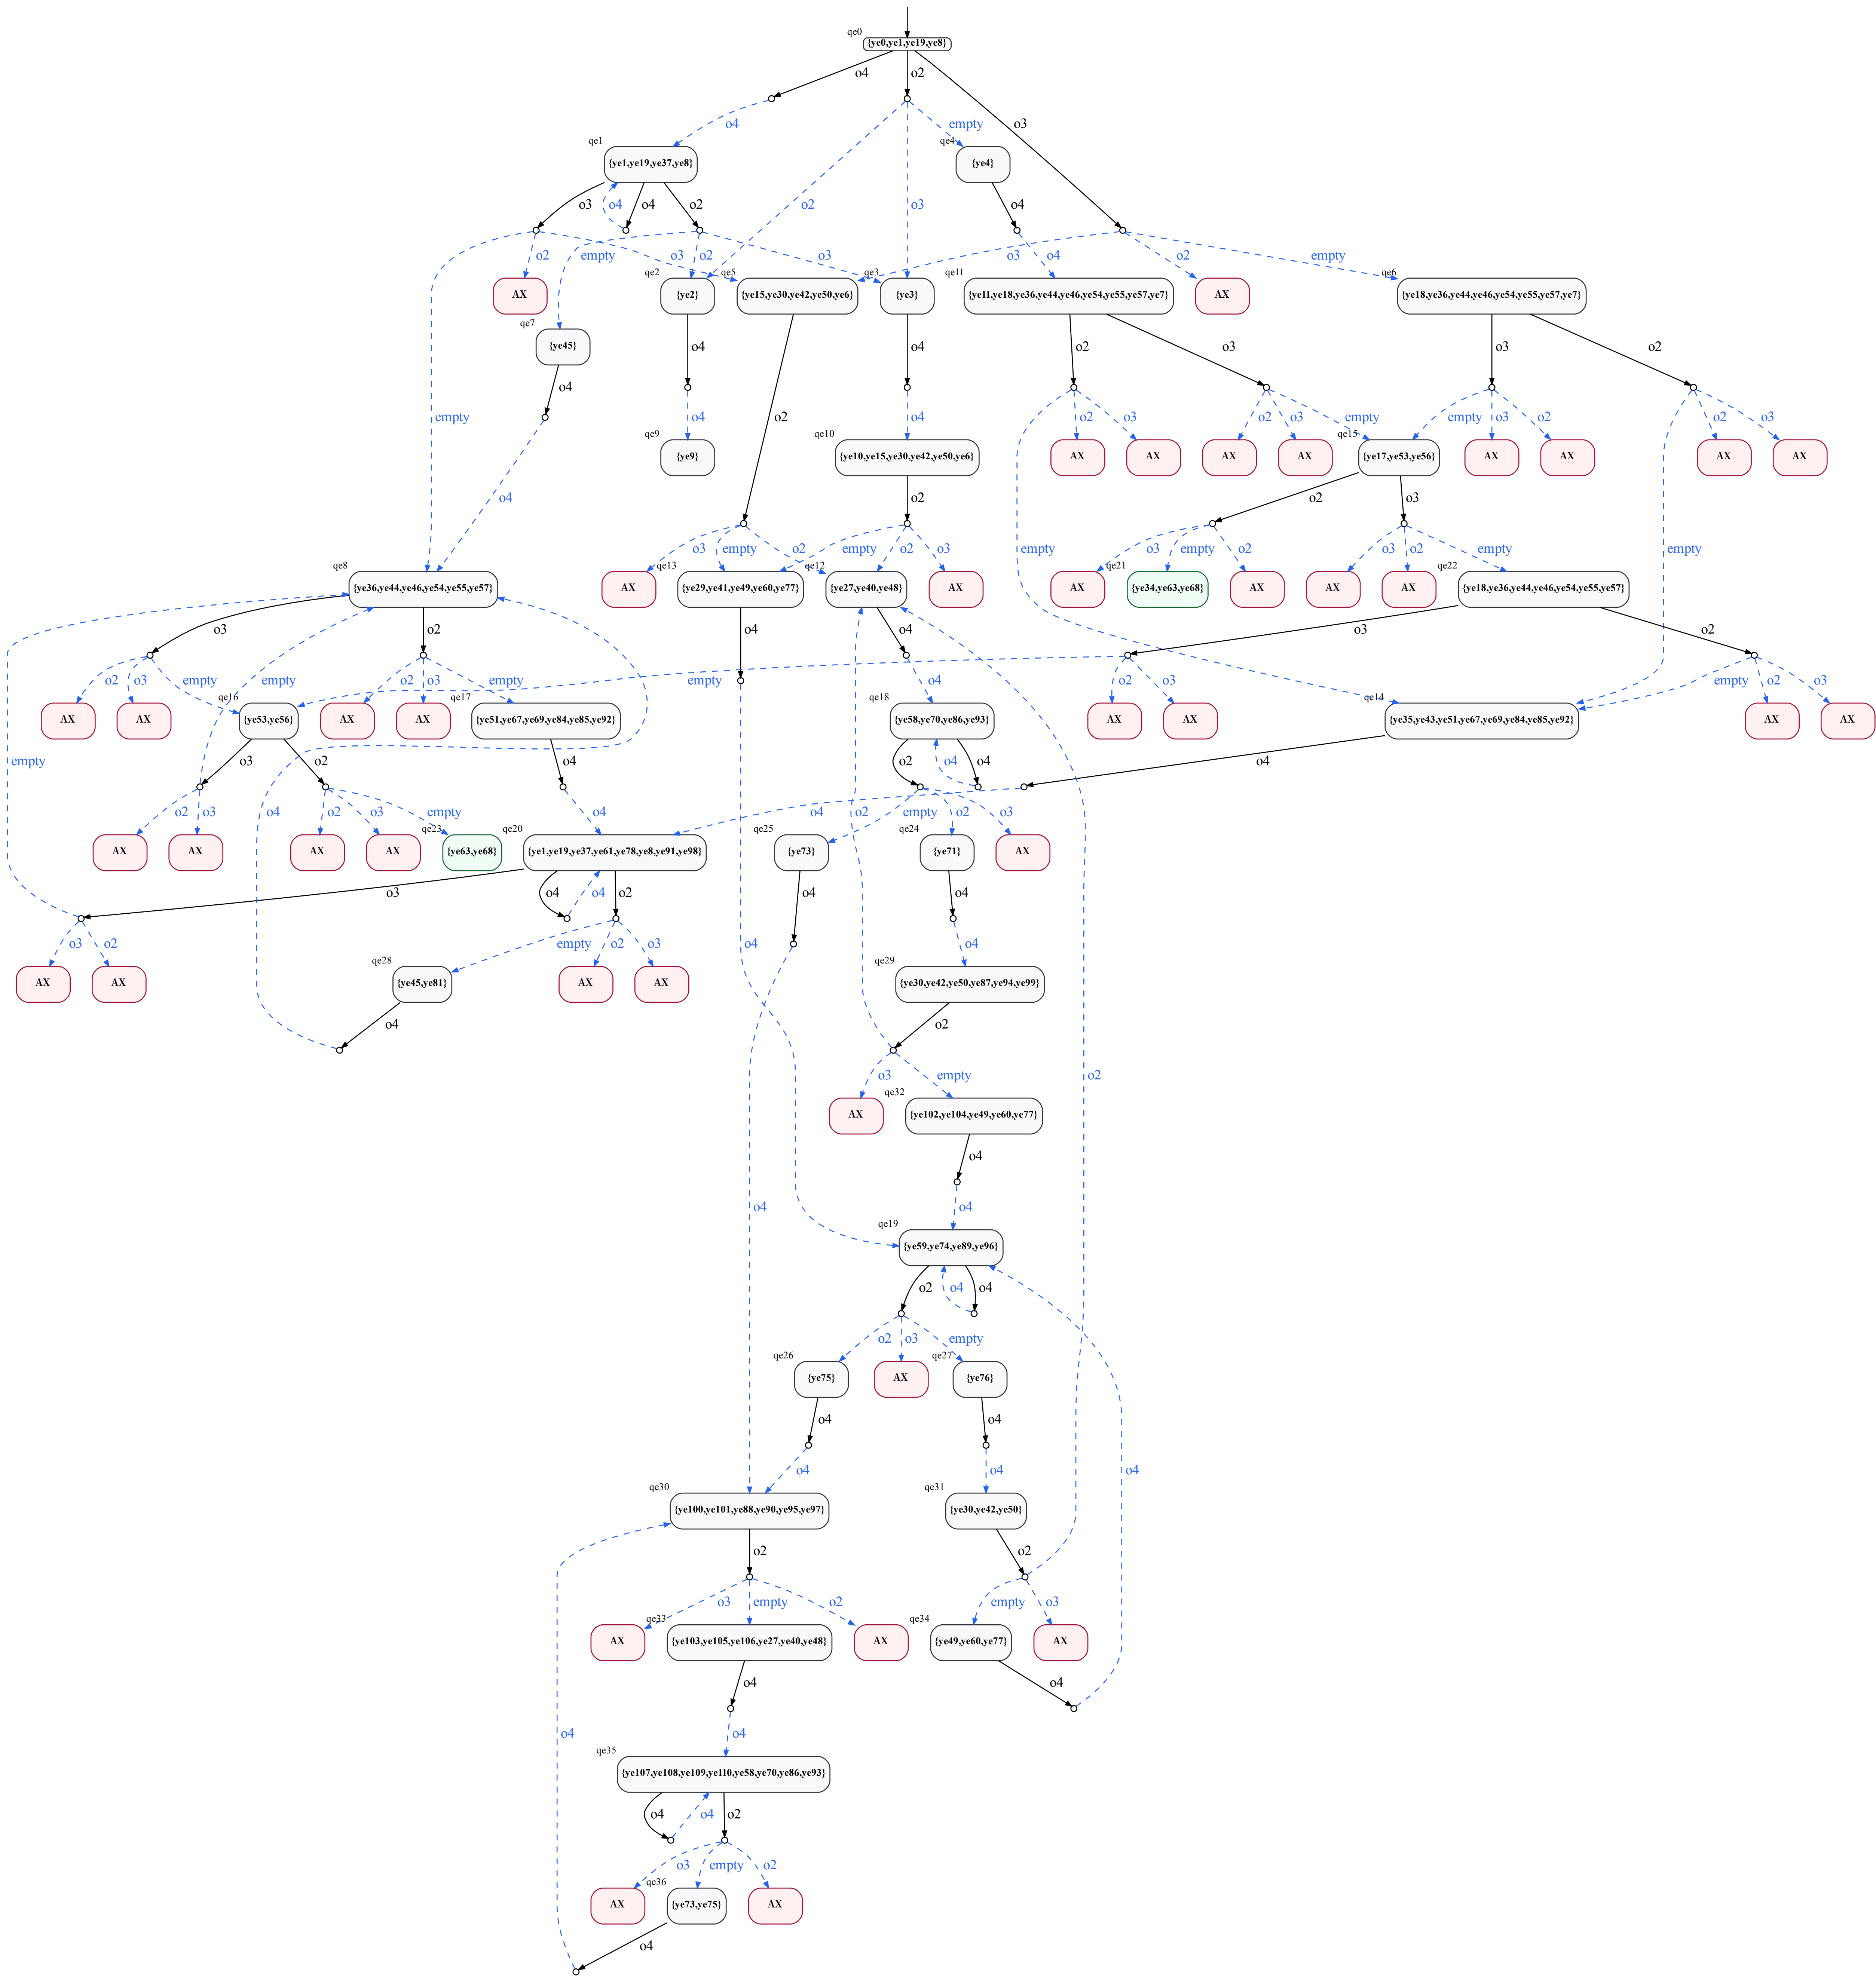 qe0
{ye0,ye1,ye19,ye8}
o4
o2
o3
o4
empty
qe1
qe4
{ye1,ye19,ye37,ye8}
{ye4}
o2
o3
o3
o4
o2
o4
o4
o2
o3
empty
o2
o3
o3
o4
o2
empty
qe2
qe5
qe3
qe11
qe6
AX
{ye2}
{ye15,ye30,ye42,ye50,ye6}
{ye3}
{ye11,ye18,ye36,ye44,ye46,ye54,ye55,ye57,ye7}
AX
{ye18,ye36,ye44,ye46,ye54,ye55,ye57,ye7}
qe7
{ye45}
o4
o4
o2
o3
o3
o2
o4
empty
o2
o4
o4
o2
o3
o2
o3
empty
empty
o3
o2
o2
o3
qe9
qe10
qe15
{ye9}
{ye10,ye15,ye30,ye42,ye50,ye6}
AX
AX
AX
AX
{ye17,ye53,ye56}
AX
AX
AX
AX
o4
o2
o2
o3
o3
empty
o2
empty
o2
o3
empty
empty
o3
empty
o2
o3
o2
empty
qe8
qe13
qe12
qe21
qe22
{ye36,ye44,ye46,ye54,ye55,ye57}
AX
{ye29,ye41,ye49,ye60,ye77}
{ye27,ye40,ye48}
AX
AX
{ye34,ye63,ye68}
AX
AX
AX
{ye18,ye36,ye44,ye46,ye54,ye55,ye57}
o3
o2
o4
o4
o3
o2
o2
o3
empty
empty
o2
o3
empty
empty
o4
o2
o3
empty
o2
o3
qe16
qe17
qe18
qe14
AX
AX
{ye53,ye56}
AX
AX
{ye51,ye67,ye69,ye84,ye85,ye92}
{ye58,ye70,ye86,ye93}
AX
AX
{ye35,ye43,ye51,ye67,ye69,ye84,ye85,ye92}
AX
AX
empty
o3
o2
o4
o2
o4
o4
o4
o2
o3
o2
o3
empty
o4
o4
o4
o2
empty
o2
o3
qe23
qe20
qe25
qe24
AX
AX
AX
AX
{ye63,ye68}
{ye1,ye19,ye37,ye61,ye78,ye8,ye91,ye98}
{ye73}
{ye71}
AX
o3
o4
o4
o2
o4
o4
o3
o2
empty
o2
o3
o4
o4
qe28
qe29
AX
AX
{ye45,ye81}
AX
AX
{ye30,ye42,ye50,ye87,ye94,ye99}
o4
o2
o3
empty
o2
qe32
AX
{ye102,ye104,ye49,ye60,ye77}
o4
o4
o4
qe19
{ye59,ye74,ye89,ye96}
o2
o4
o4
o2
o3
empty
qe26
qe27
{ye75}
AX
{ye76}
o4
o4
o4
o4
o4
qe30
qe31
{ye100,ye101,ye88,ye90,ye95,ye97}
{ye30,ye42,ye50}
o2
o2
o3
empty
o2
empty
o3
qe33
qe34
AX
{ye103,ye105,ye106,ye27,ye40,ye48}
AX
{ye49,ye60,ye77}
AX
o4
o4
o4
o4
qe35
{ye107,ye108,ye109,ye110,ye58,ye70,ye86,ye93}
o4
o4
o2
o3
empty
o2
qe36
AX
{ye73,ye75}
AX
o4